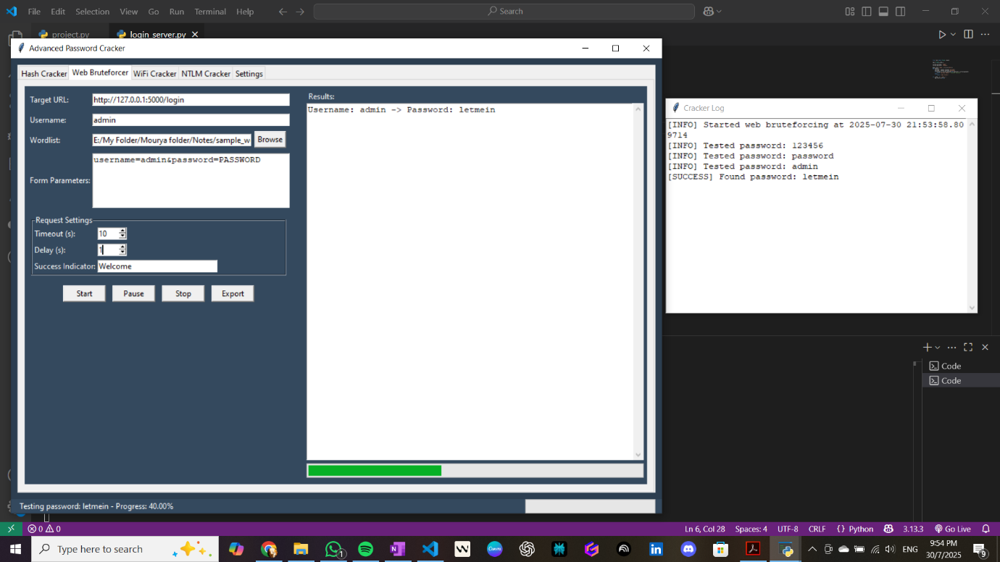 File Edit Selection View Go Run Terminal Help
Search
project.py
login_server.py
Advanced Password Cracker
Hash Cracker Web Bruteforcer WiFi Cracker NTLM Cracker Settings
Target URL: http://127.0.0.1:5000/login
Username: admin
Wordlist: E:/My Folder/Mourya folder/Notes/sample_w Browse
Form Parameters: username=admin&password=PASSWORD
Request Settings
Timeout (s): 10
Delay (s): 1
Success Indicator: Welcome
Start Pause Stop Export
Results:
Username: admin -> Password: letmein
Testing password: letmein - Progress: 40.00%
Cracker Log
[INFO] Started web bruteforcing at 2025-07-30 21:53:58.80
9714
[INFO] Tested password: 123456
[INFO] Tested password: password
[INFO] Tested password: admin
[SUCCESS] Found password: letmein
Code
Code
0 0
Ln 6, Col 28 Spaces: 4 UTF-8 CRLF {} Python 3.13.3 Go Live
Type here to search
1
W
Canva
ENG
9:54 PM
30/7/2025
9